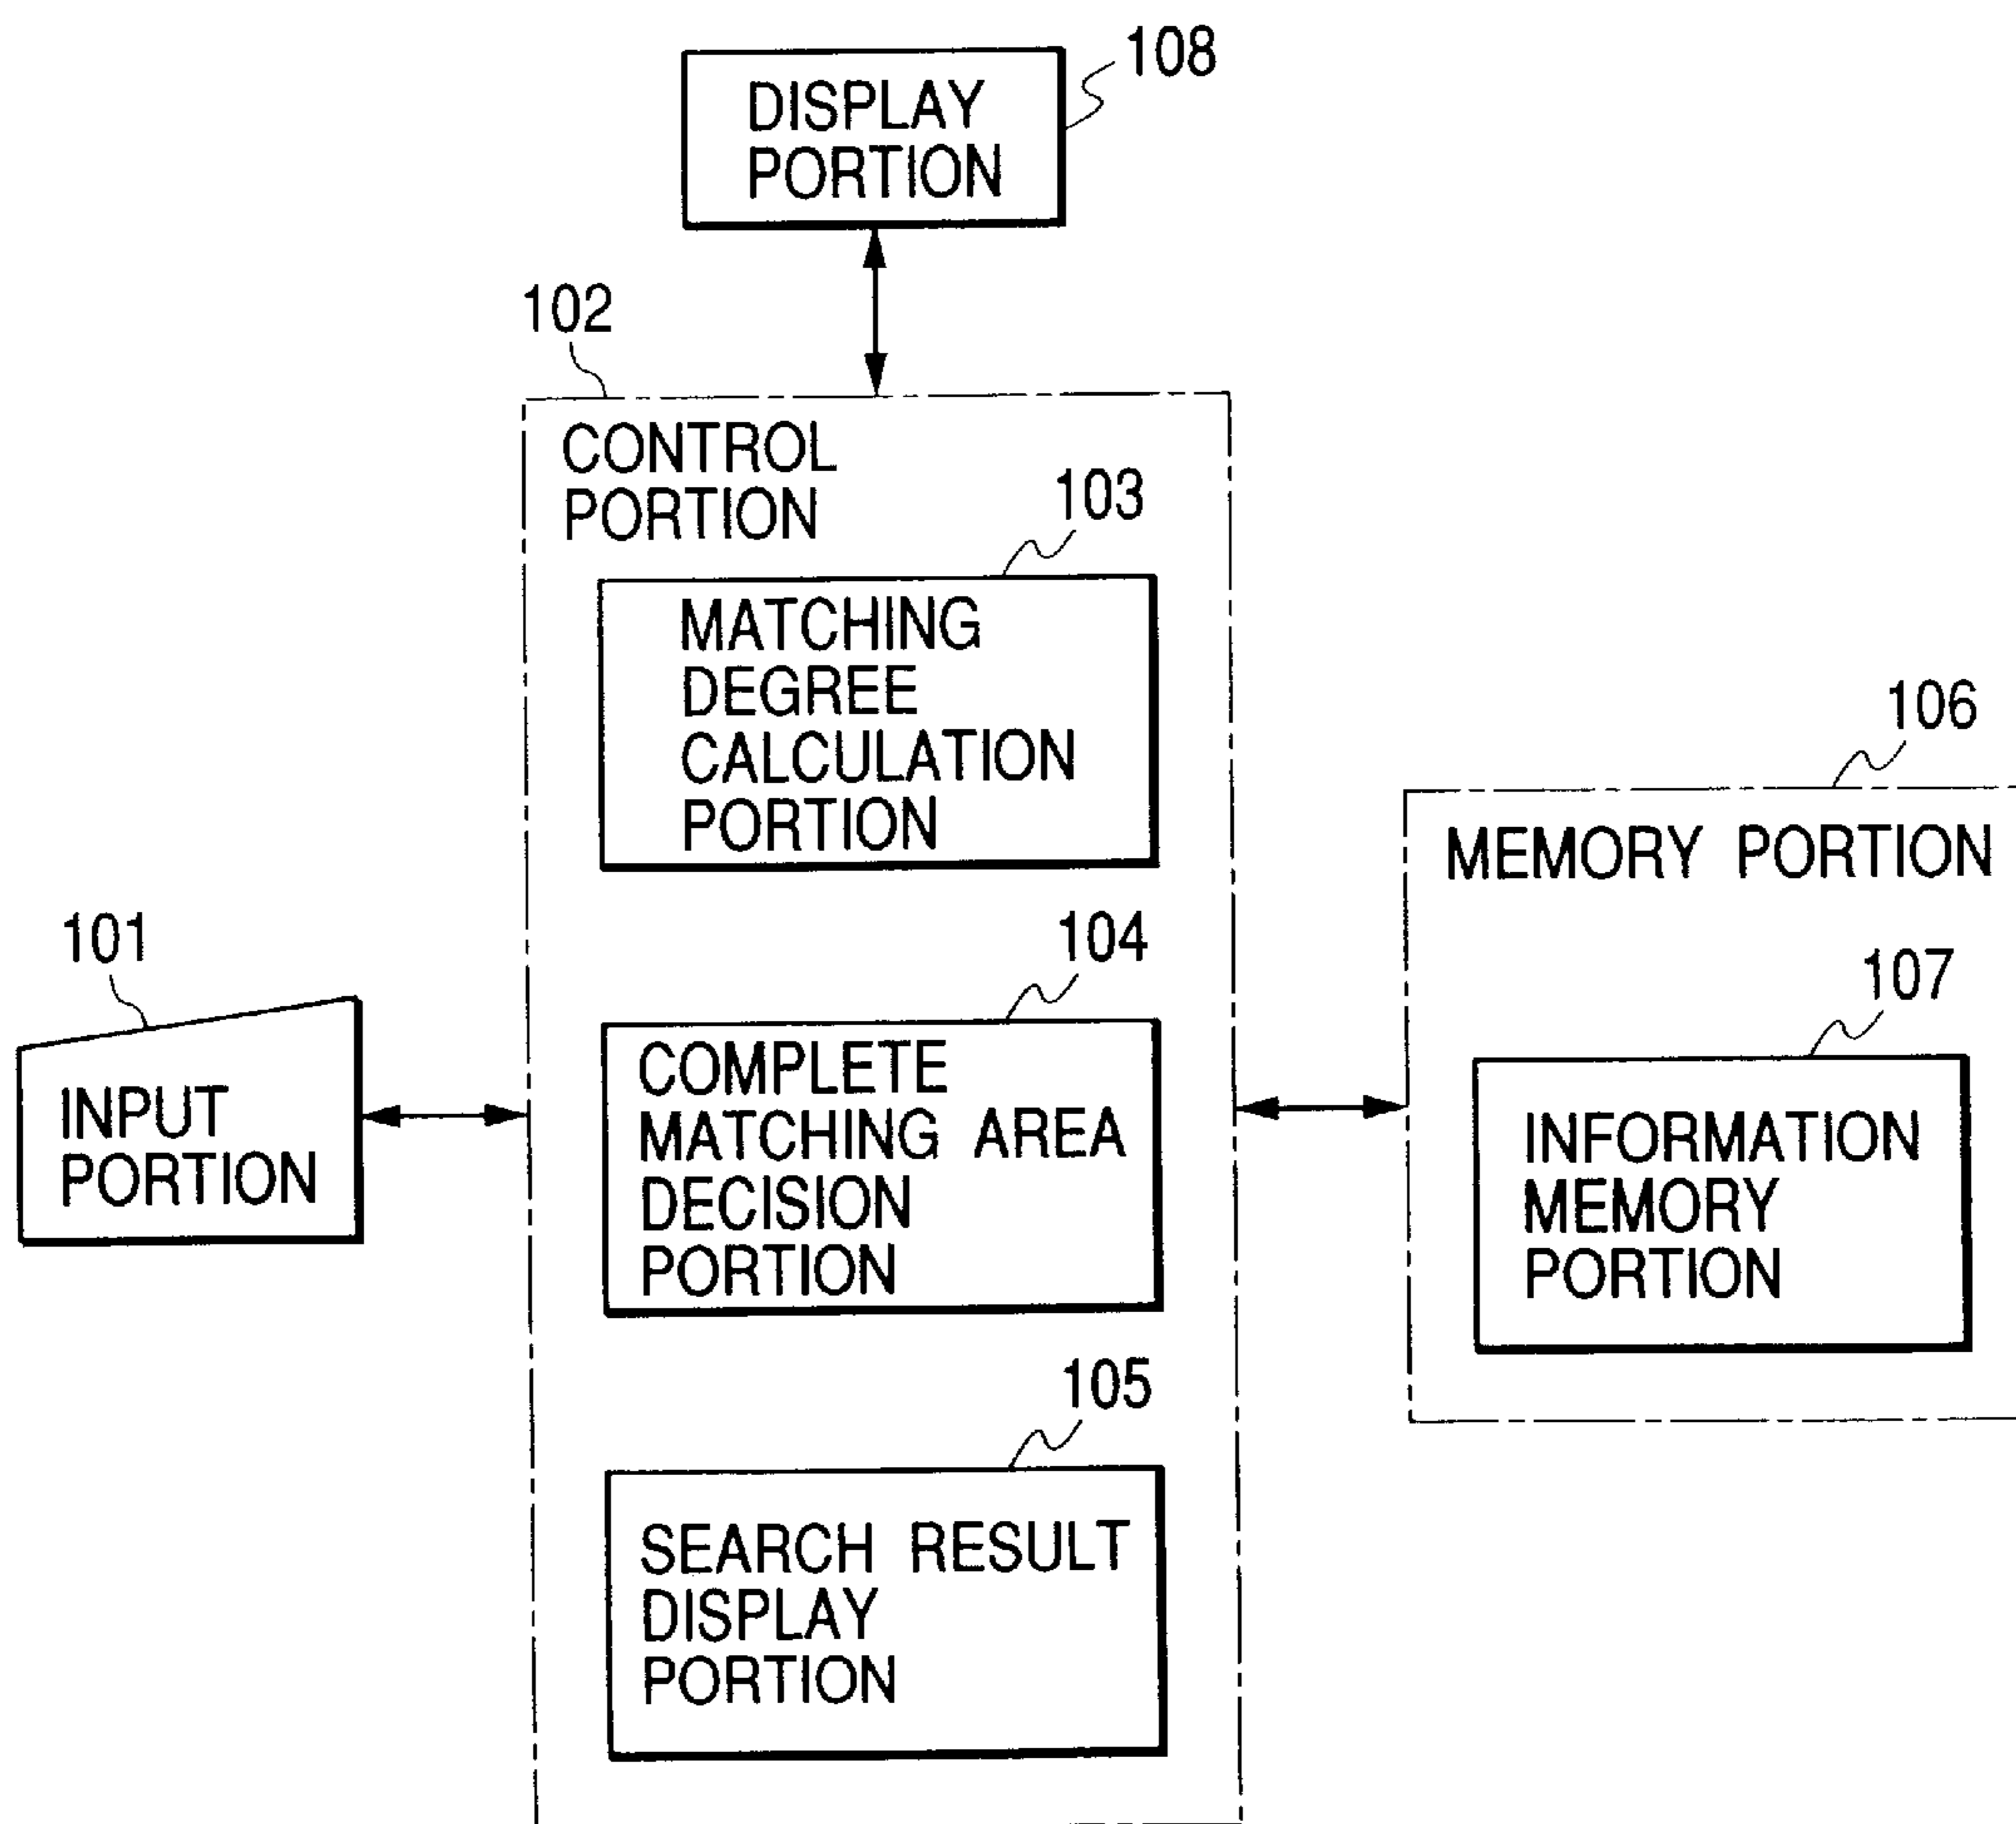 108
DISPLAY
PORTION
102
CONTROL
PORTION
103
MATCHING
DEGREE
CALCULATION
PORTION
106
MEMORY PORTION
101
INPUT
PORTION
104
COMPLETE
MATCHING AREA
DECISION
PORTION
107
INFORMATION
MEMORY
PORTION
105
SEARCH RESULT
DISPLAY
PORTION